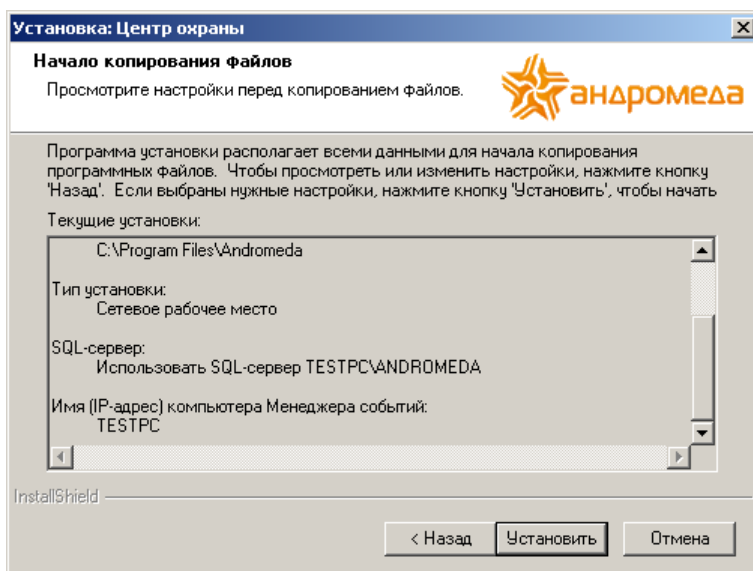 Установка: Центр охраны
Начало копирования файлов
Просмотрите настройки перед копированием файлов.
андромеда
Программа установки располагает всеми данными для начала копирования
программных файлов. Чтобы просмотреть или изменить настройки, нажмите кнопку
'Назад'. Если выбраны нужные настройки, нажмите кнопку 'Установить', чтобы начать
Текущие установки:
C:\Program Files\Andromeda
Тип установки:
Сетевое рабочее место
SQL-сервер:
Использовать SQL-сервер TESTPC\ANDROMEDA
Имя (IP-адрес) компьютера Менеджера событий:
TESTPC
InstallShield
< Назад
Установить
Отмена